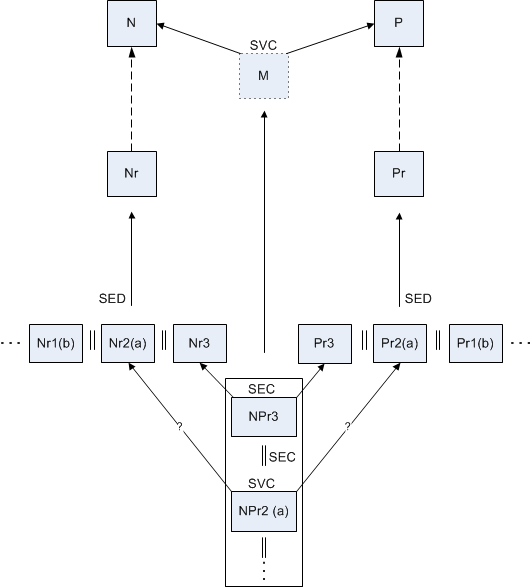 N
P
SVC
M
Nr
Pr
SED
SED
. . .
Nr1(b)
Nr2(a)
Nr3
Pr3
Pr2(a)
Pr1(b)
. . .
SEC
NPr3
?
?
SEC
SVC
NPr2 (a)